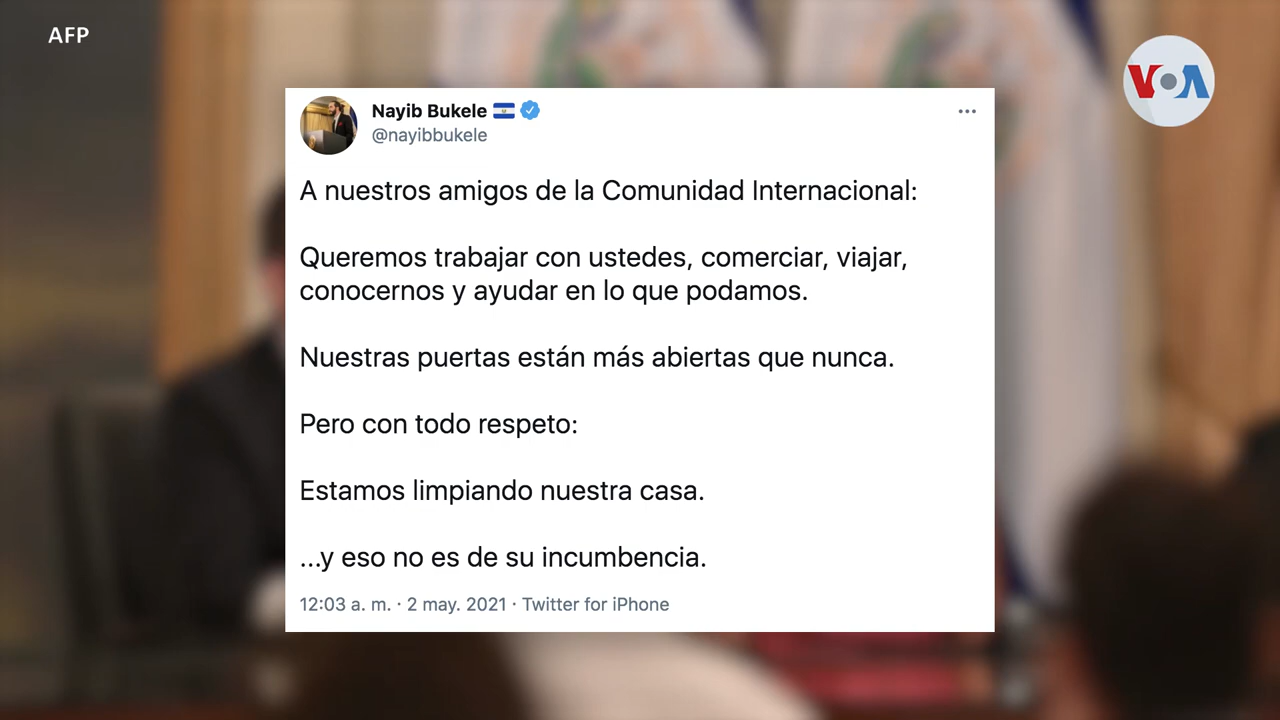 AFP
VOA
Nayib Bukele
@nayibbukele
A nuestros amigos de la Comunidad Internacional:
Queremos trabajar con ustedes, comerciar, viajar,
conocernos y ayudar en lo que podamos.
Nuestras puertas están más abiertas que nunca.
Pero con todo respeto:
Estamos limpiando nuestra casa.
...y eso no es de su incumbencia.
12:03 a. m. · 2 may. 2021 · Twitter for iPhone